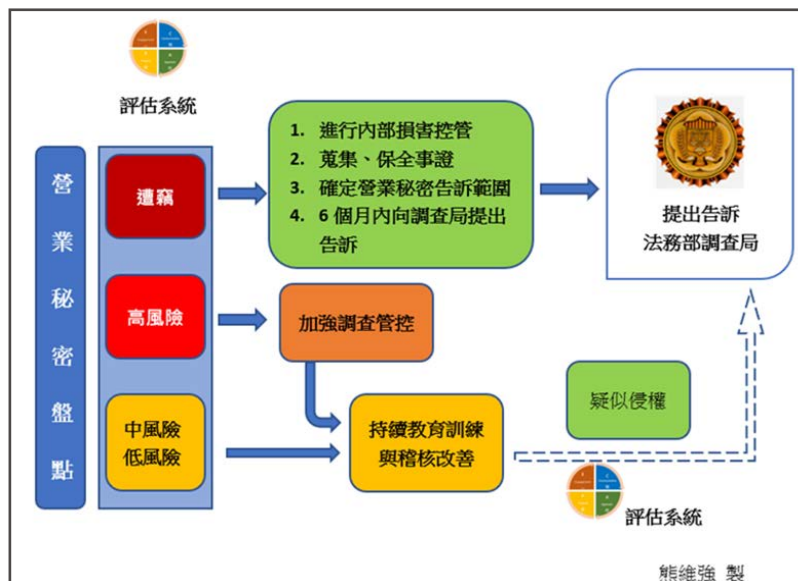 評估系統
營業秘密盤點
遭竊
1. 進行內部損害控管
2. 蒐集、保全事證
3. 確定營業秘密告訴範圍
4. 6 個月內向調查局提出
告訴
提出告訴
法務部調查局
高風險
加強調查管控
中風險
低風險
持續教育訓練
與稽核改善
疑似侵權
評估系統
熊維強 製